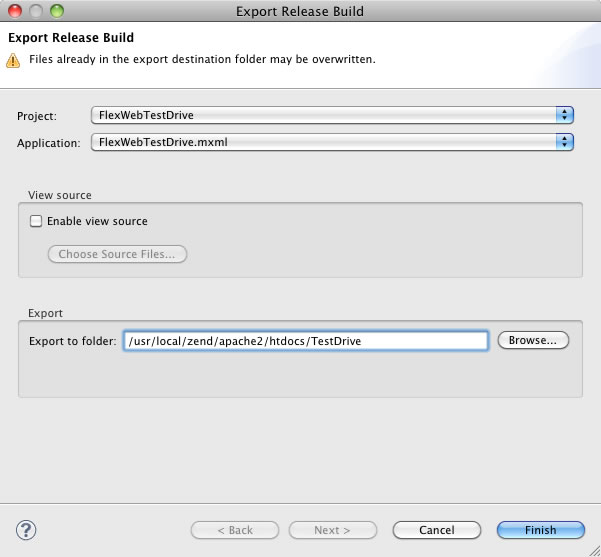 Export Release Build
Export Release Build
Files already in the export destination folder may be overwritten.
Project: FlexWebTestDrive
Application: FlexWebTestDrive.mxml
View source
Enable view source
Choose Source Files...
Export
Export to folder: /usr/local/zend/apache2/htdocs/TestDrive Browse...
? < Back Next > Cancel Finish